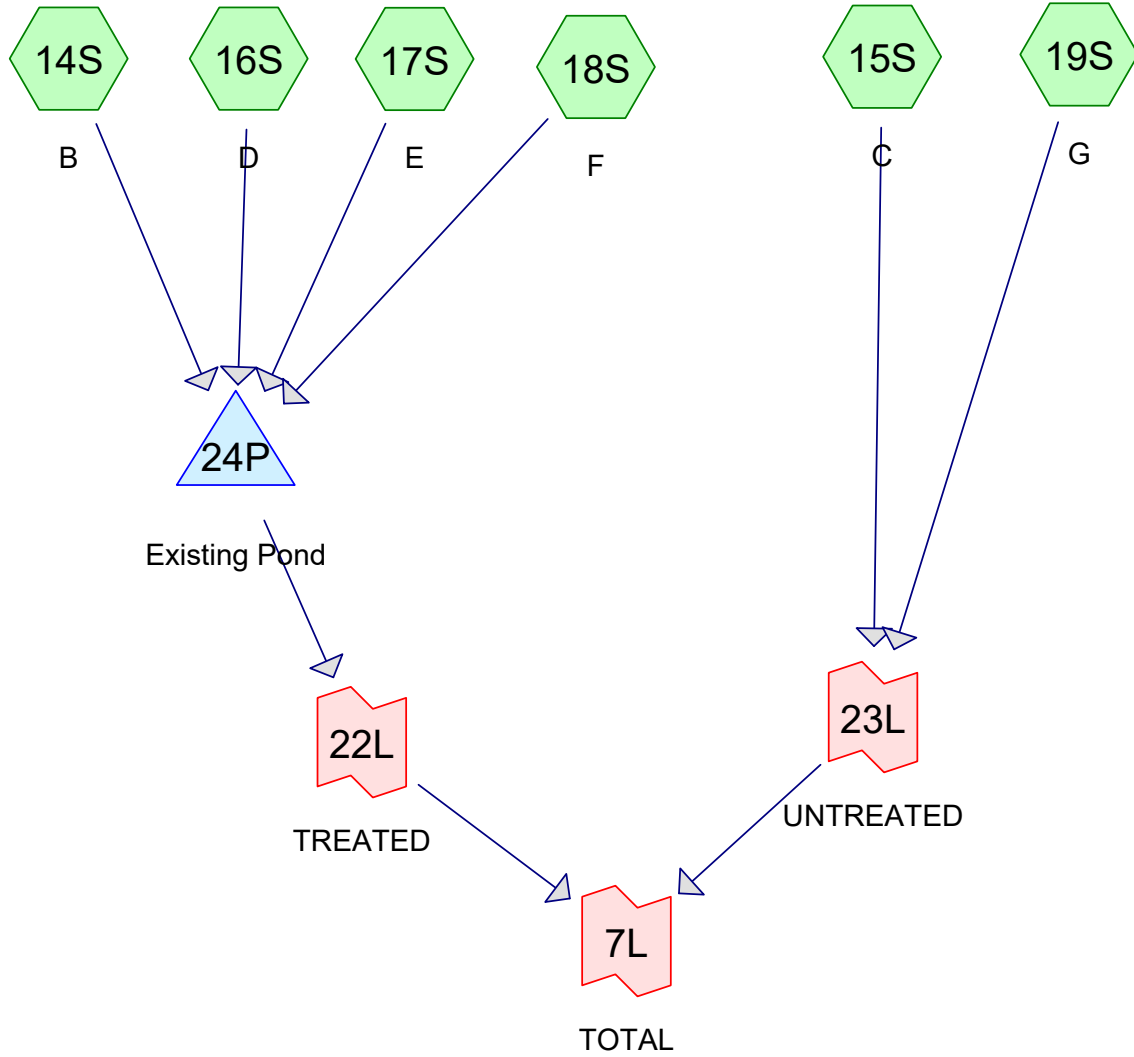 14S
16S
17S
18S
15S
19S
B
D
E
F
C
G
24P
Existing Pond
22L
23L
TREATED
UNTREATED
7L
TOTAL